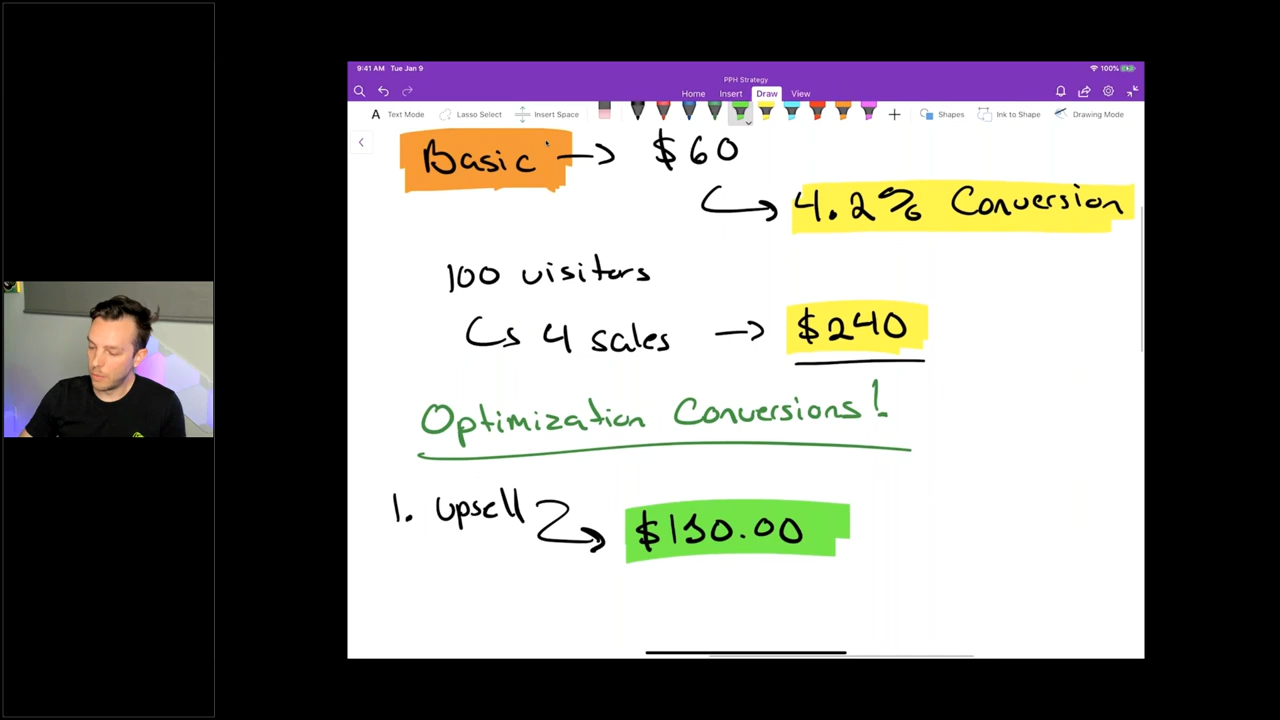 9:41 AM Tue Jan 9
100%
PPH Strategy
Home Insert Draw View
Text Mode Lasso Select Insert Space Shapes Ink to Shape Drawing Mode
Basic → $60
4.2% Conversion
100 visitors
4 sales → $240
Optimization Conversions!
1. upsell
$150.00